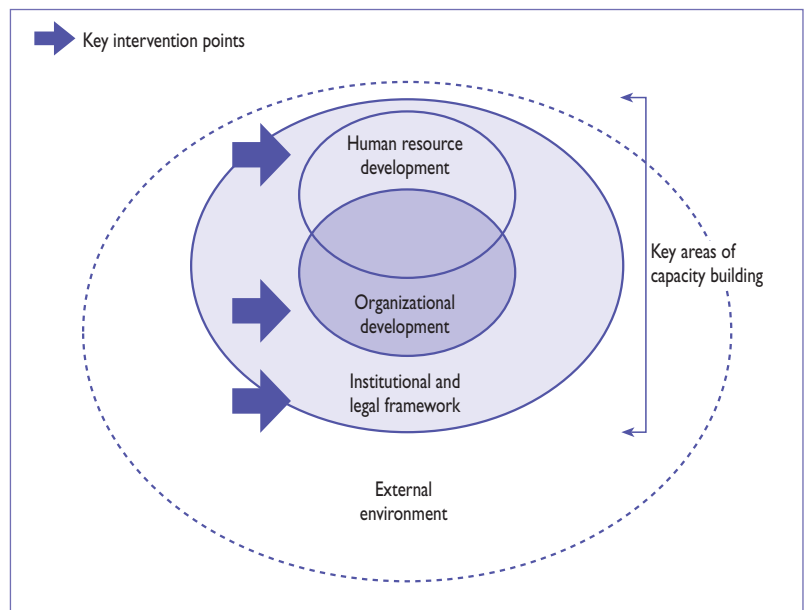 Key intervention points
Human resource
development
Key areas of
capacity building
Organizational
development
Institutional and
legal framework
External
environment